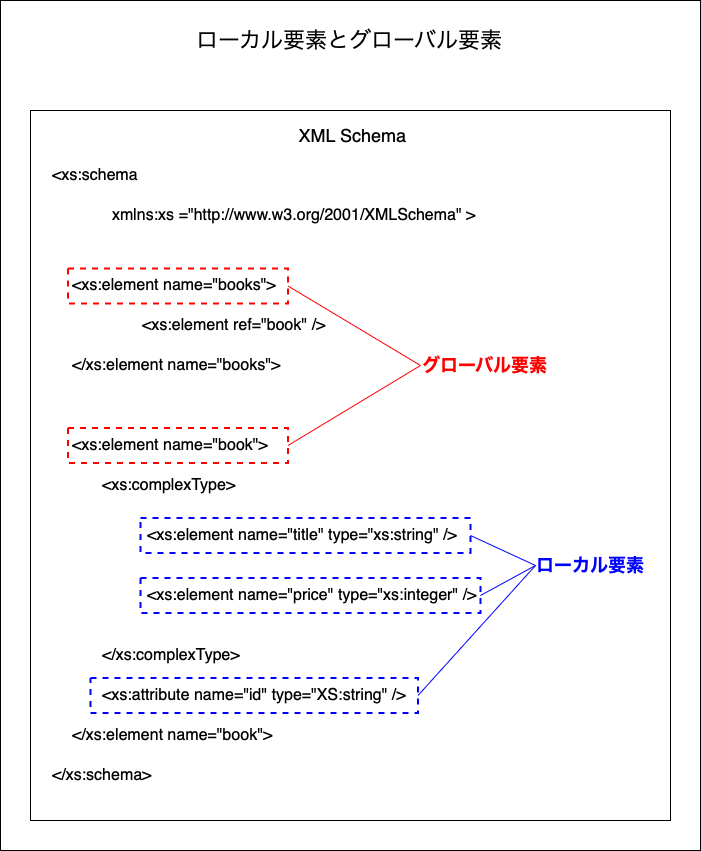 ローカル要素とグローバル要素
XML Schema
<xs:schema
xmlns:xs ="http://www.w3.org/2001/XMLSchema" >
<xs:element name="books">
<xs:element ref="book" />
</xs:element name="books">
グローバル要素
<xs:element name="book">
<xs:complexType>
<xs:element name="title" type="xs:string" />
ローカル要素
<xs:element name="price" type="xs:integer" />
</xs:complexType>
<xs:attribute name="id" type="XS:string" />
</xs:element name="book">
</xs:schema>